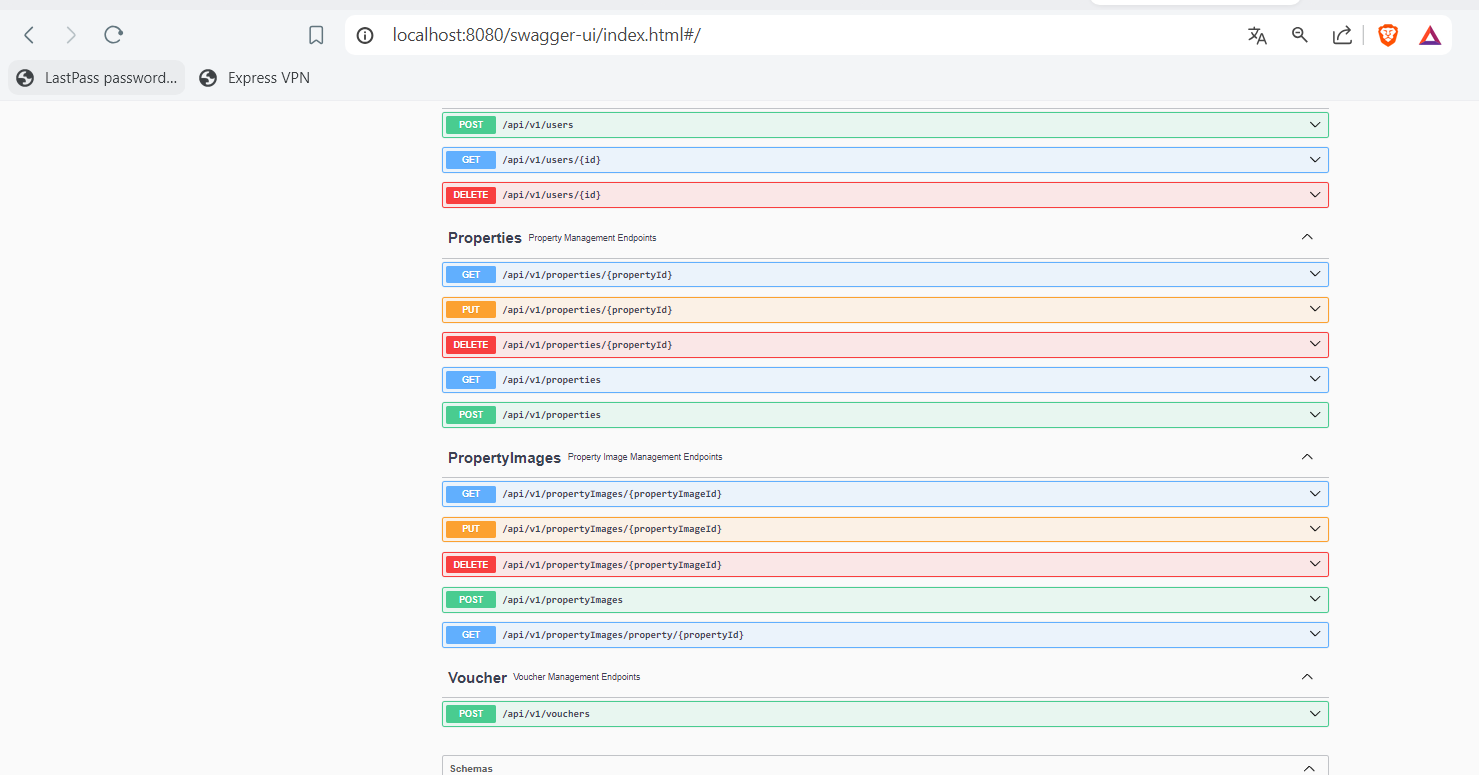 localhost:8080/swagger-ui/index.html#/
LastPass password... Express VPN
POST /api/v1/users
GET /api/v1/users/{id}
DELETE /api/v1/users/{id}
Properties Property Management Endpoints
GET /api/v1/properties/{propertyId}
PUT /api/v1/properties/{propertyId}
DELETE /api/v1/properties/{propertyId}
GET /api/v1/properties
POST /api/v1/properties
PropertyImages Property Image Management Endpoints
GET /api/v1/propertyImages/{propertyImageId}
PUT /api/v1/propertyImages/{propertyImageId}
DELETE /api/v1/propertyImages/{propertyImageId}
POST /api/v1/propertyImages
GET /api/v1/propertyImages/property/{propertyId}
Voucher Voucher Management Endpoints
POST /api/v1/vouchers
Schemas